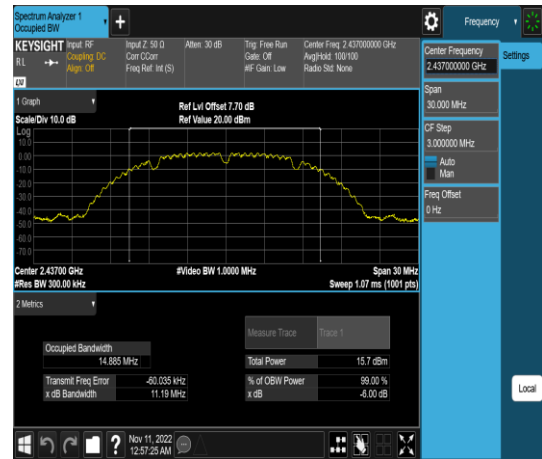 Spectrum Analyzer 1
Occupied BW
+
Frequency
KEYSIGHT
Input: RF
Input Z: 50 Ω
Atten: 30 dB
Trig: Free Run
Center Freq: 2.437000000 GHz
RL
Coupling: DC
Corr CCorr
Gate: Off
Avg|Hold: 100/100
Align: Off
Freq Ref: Int (S)
#IF Gain: Low
Radio Std: None
LXI
Center Frequency
2.437000000 GHz
Settings
Span
30.000 MHz
CF Step
3.000000 MHz
Auto
Man
Freq Offset
0 Hz
Local
1 Graph
Ref Lvl Offset 7.70 dB
Scale/Div 10.0 dB
Ref Value 20.00 dBm
Log
10.0
0.00
-10.0
-20.0
-30.0
-40.0
-50.0
-60.0
-70.0
Center 2.43700 GHz
#Video BW 1.0000 MHz
Span 30 MHz
#Res BW 300.00 kHz
Sweep 1.07 ms (1001 pts)
2 Metrics
Measure Trace
Trace 1
Occupied Bandwidth
14.885 MHz
Total Power
15.7 dBm
Transmit Freq Error
-60.035 kHz
% of OBW Power
99.00 %
x dB Bandwidth
11.19 MHz
x dB
-6.00 dB
?
Nov 11, 2022
12:57:25 AM